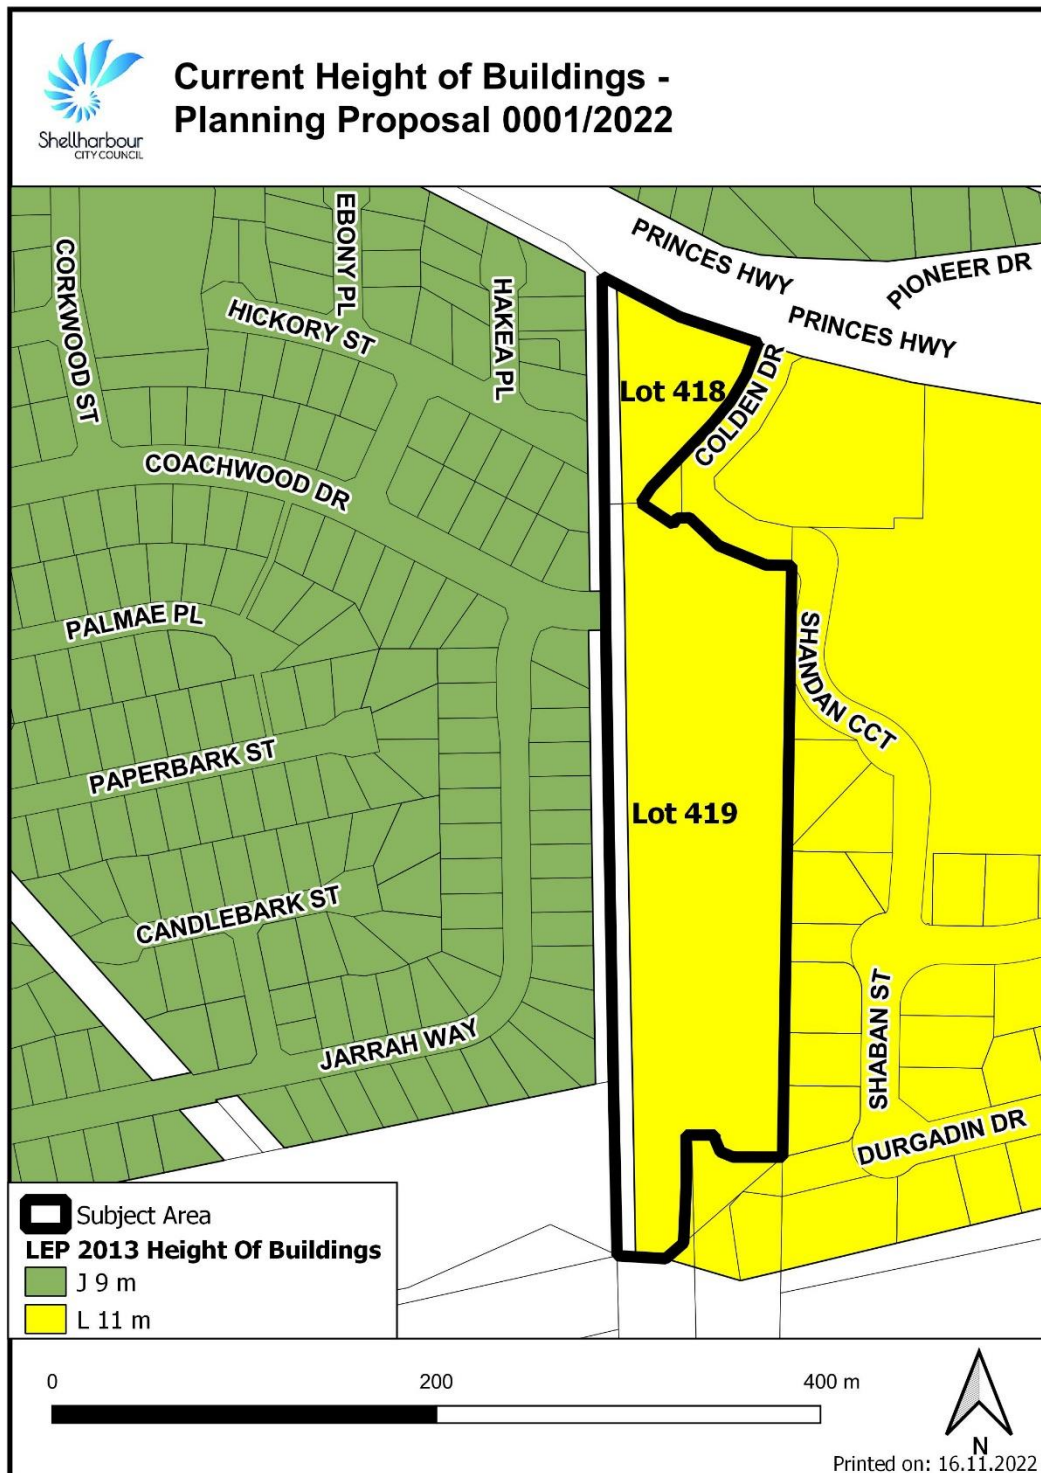 Shellharbour
CITY COUNCIL
Current Height of Buildings -
Planning Proposal 0001/2022
CORKWOOD ST
EBONY PL
HICKORY ST
HAKEA PL
PRINCES HWY
PIONEER DR
PRINCES HWY
Lot 418
COLDEN DR
COACHWOOD DR
PALMAE PL
SHANDAN CCT
PAPERBARK ST
Lot 419
CANDLEBARK ST
SHABAN ST
JARRAH WAY
DURGADIN DR
Subject Area
LEP 2013 Height Of Buildings
J 9 m
L 11 m
0 200 400 m
N
Printed on: 16.11.2022